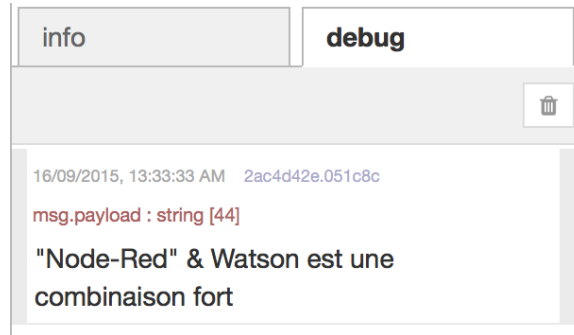 info
debug
16/09/2015, 13:33:33 AM 2ac4d42e.051c8c
msg.payload : string [44]
"Node-Red" & Watson est une
combinaison fort